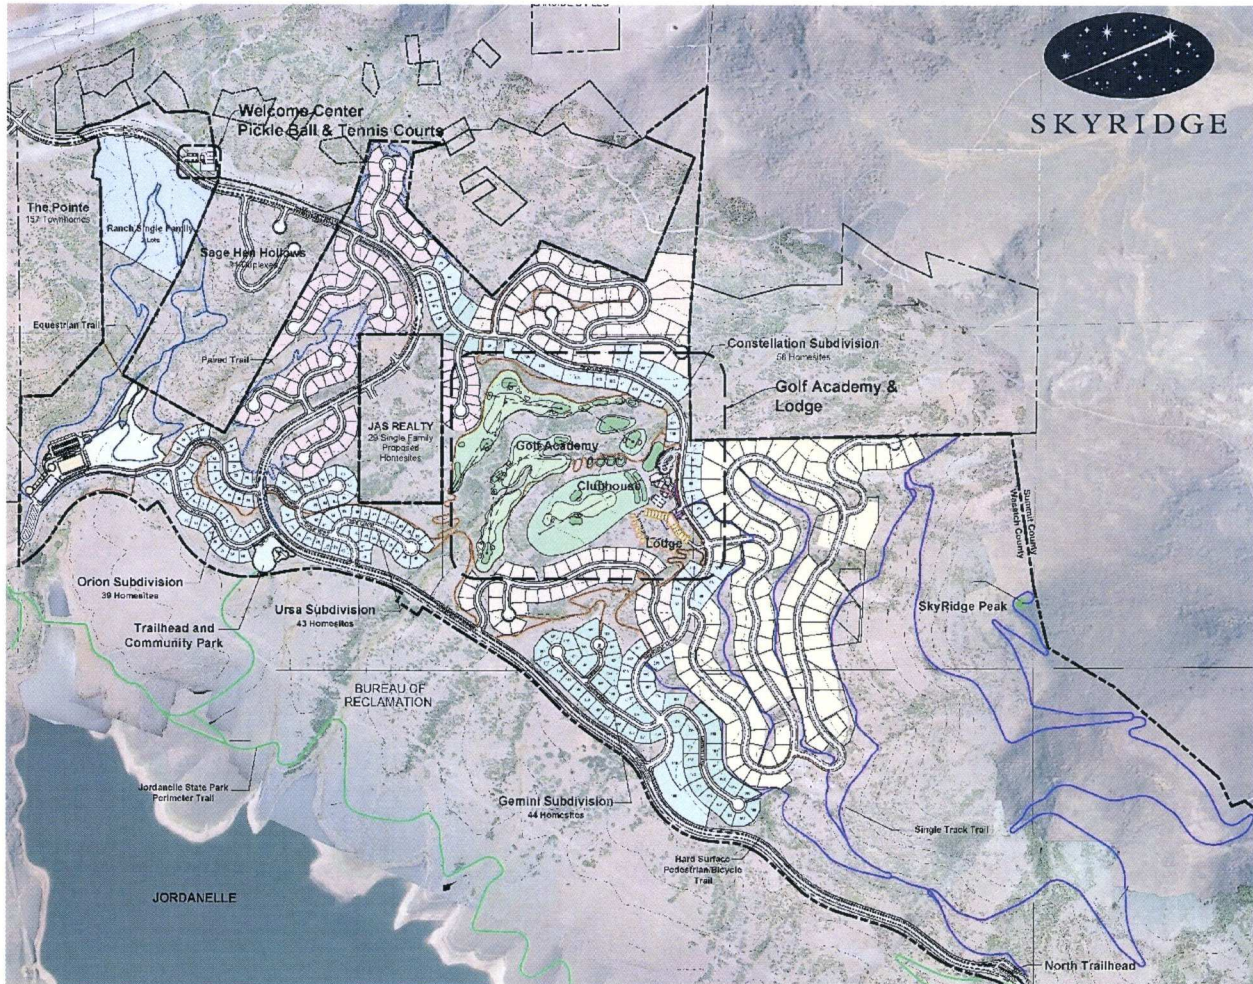 SKYRIDGE
Welcome Center
Pickle Ball & Tennis Courts
The Pointe
157 Townhomes
Ranch Single Family
Lots
Sage Hen Hollows
Equestrian Trail
Paved Trail
Constellation Subdivision
56 Homesites
Golf Academy &
Lodge
JAS REALTY
29 Single Family
Proposed
Homesites
Golf Academy
Clubhouse
Lodge
Summit County
Wasatch County
Orion Subdivision
39 Homesites
Ursa Subdivision
43 Homesites
SkyRidge Peak
Trailhead and
Community Park
BUREAU OF
RECLAMATION
Jordanelle State Park
Perimeter Trail
Gemini Subdivision
44 Homesites
Single Track Trail
Hard Surface
Pedestrian/Bicycle
Trail
JORDANELLE
North Trailhead